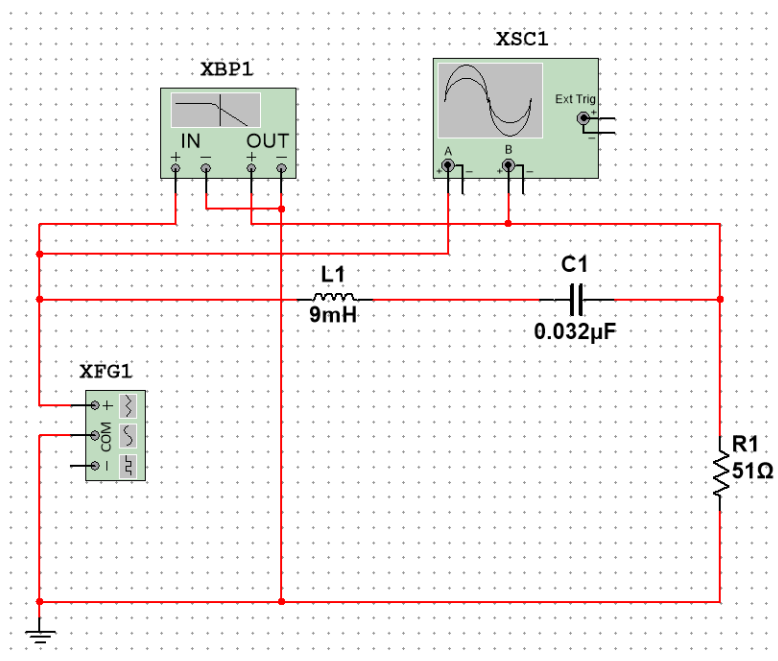 XSC1
XBP1
Ext Trig
+
−
IN OUT
+ − + −
A B
+ − + −
L1
9mH
C1
0.032µF
XFG1
+
COM
−
R1
51Ω